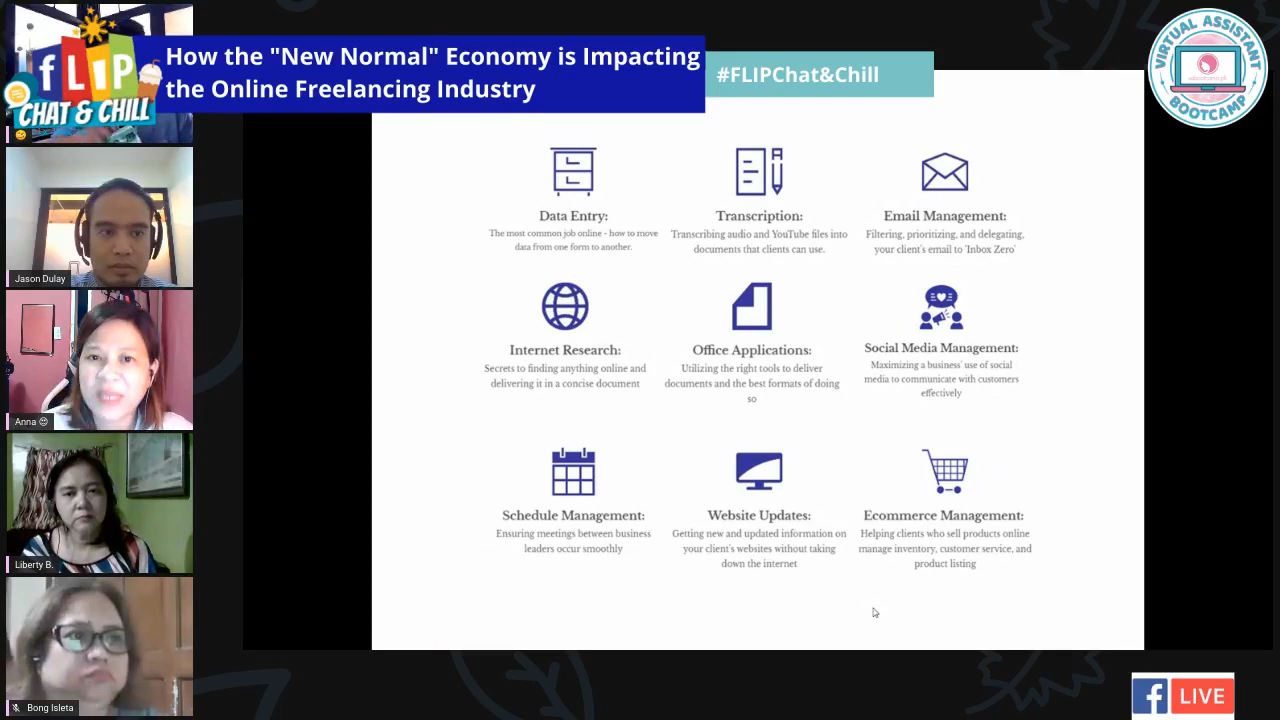 fLIP
CHAT & CHILL
How the "New Normal" Economy is Impacting
the Online Freelancing Industry
#FLIPChat&Chill
VIRTUAL ASSISTANT
BOOTCAMP
Jason Dulay
Anna
Liberty B.
Bong Isleta
Data Entry:
The most common job online - how to move
data from one form to another.
Transcription:
Transcribing audio and YouTube files into
documents that clients can use.
Email Management:
Filtering, prioritizing, and delegating,
your client's email to 'Inbox Zero'
Internet Research:
Secrets to finding anything online and
delivering it in a concise document
Office Applications:
Utilizing the right tools to deliver
documents and the best formats of doing
so
Social Media Management:
Maximizing a business' use of social
media to communicate with customers
effectively
Schedule Management:
Ensuring meetings between business
leaders occur smoothly
Website Updates:
Getting new and updated information on
your client's websites without taking
down the internet
Ecommerce Management:
Helping clients who sell products online
manage inventory, customer service, and
product listing
f LIVE